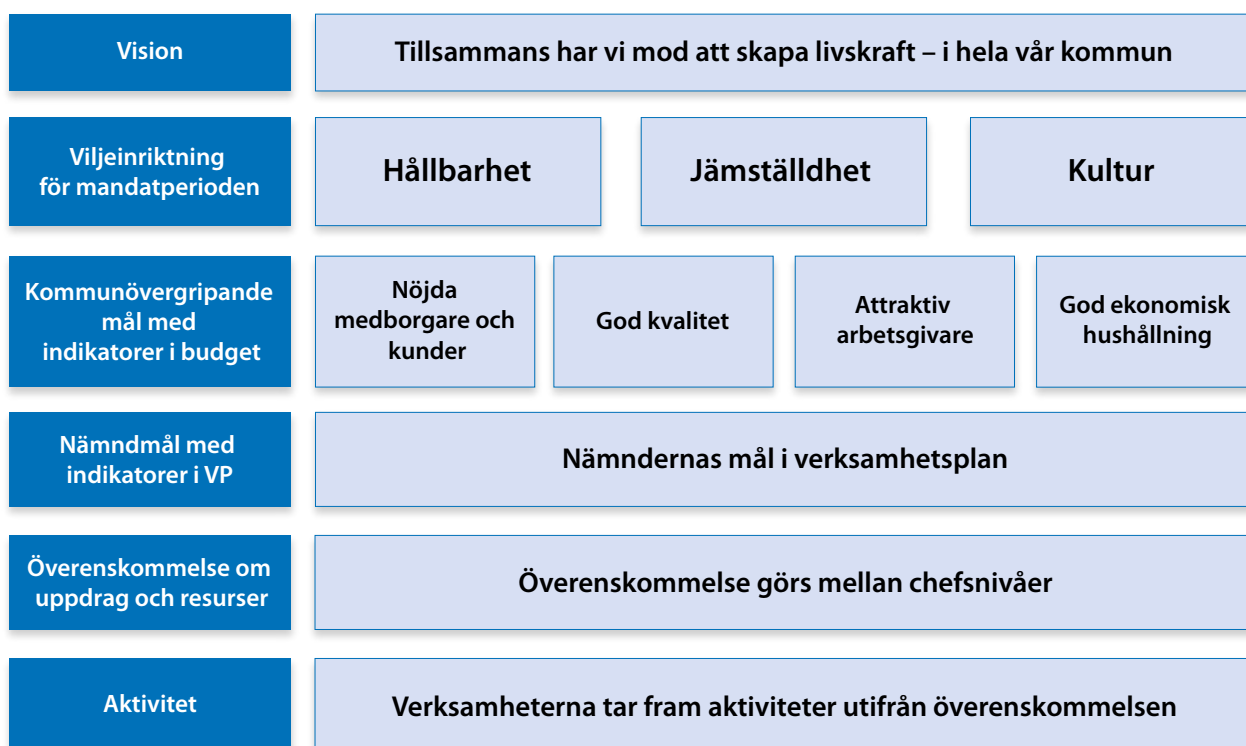 Vision
Tillsammans har vi mod att skapa livskraft – i hela vår kommun
Viljeinriktning
för mandatperioden
Hållbarhet
Jämställdhet
Kultur
Kommunövergripande
mål med
indikatorer i budget
Nöjda
medborgare och
kunder
God kvalitet
Attraktiv
arbetsgivare
God ekonomisk
hushållning
Nämndmål med
indikatorer i VP
Nämndernas mål i verksamhetsplan
Överenskommelse om
uppdrag och resurser
Överenskommelse görs mellan chefsnivåer
Aktivitet
Verksamheterna tar fram aktiviteter utifrån överenskommelsen